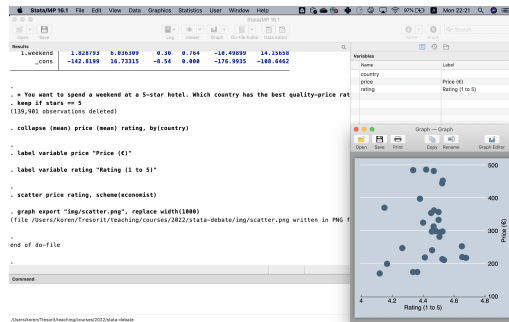 Stata/MP 16.1 File Edit View Data Graphics Statistics User Window Help 97% Mon 22:21
Stata/MP 16.1
Open Save Log Viewer Graph Do-file Editor Data Editor More Break Search
Results
1.weekend 1.828793 6.036309 0.30 0.764 -10.49899 14.15658
_cons -142.8199 16.73315 -8.54 0.000 -176.9935 -108.6462
.
. * You want to spend a weekend at a 5-star hotel. Which country has the best quality-price rat
. keep if stars == 5
(139,901 observations deleted)
.
. collapse (mean) price (mean) rating, by(country)
.
. label variable price "Price (€)"
.
. label variable rating "Rating (1 to 5)"
.
. scatter price rating, scheme(economist)
.
. graph export "img/scatter.png", replace width(1000)
(file /Users/koren/Tresorit/teaching/courses/2022/stata-debate/img/scatter.png written in PNG f
.
end of do-file
.
Command
/Users/koren/Tresorit/teaching/courses/2022/stata-debate
Variables
Name Label
country
price Price (€)
rating Rating (1 to 5)
Graph — Graph
Open Save Print Copy Rename Graph Editor
500
400
300
200
100
Price (€)
4 4.2 4.4 4.6 4.8
Rating (1 to 5)